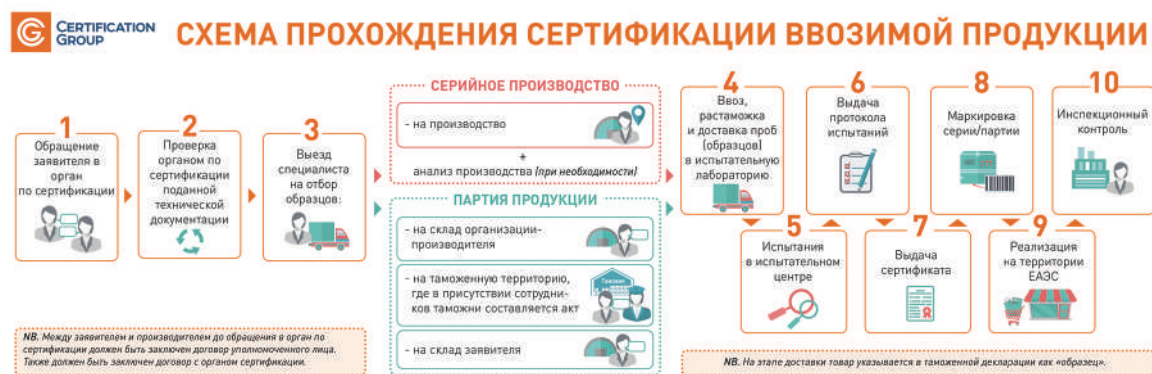 CERTIFICATION
GROUP
СХЕМА ПРОХОЖДЕНИЯ СЕРТИФИКАЦИИ ВВОЗИМОЙ ПРОДУКЦИИ
1
Обращение
заявителя в
орган
по сертификации
2
Проверка
органом по
сертификации
поданной
технической
документации
3
Выезд
специалиста
на отбор
образцов:
СЕРИЙНОЕ ПРОИЗВОДСТВО
- на производство
+
анализ производства (при необходимости)
ПАРТИЯ ПРОДУКЦИИ
- на склад организации-
производителя
- на таможенную территорию,
где в присутствии сотрудни-
ков таможни составляется акт
- на склад заявителя
4
Ввоз,
растаможка
и доставка проб
(образцов)
в испытательную
лабораторию
5
Испытания
в испытательном
центре
6
Выдача
протокола
испытаний
7
Выдача
сертификата
8
Маркировка
серии/партии
9
Реализация
на территории
ЕАЭС
10
Инспекционный
контроль
NB. Между заявителем и производителем до обращения в орган по
сертификации должен быть заключен договор уполномоченного лица.
Также должен быть заключен договор с органом сертификации.
NB. На этапе доставки товар указывается в таможенной декларации как «образец».